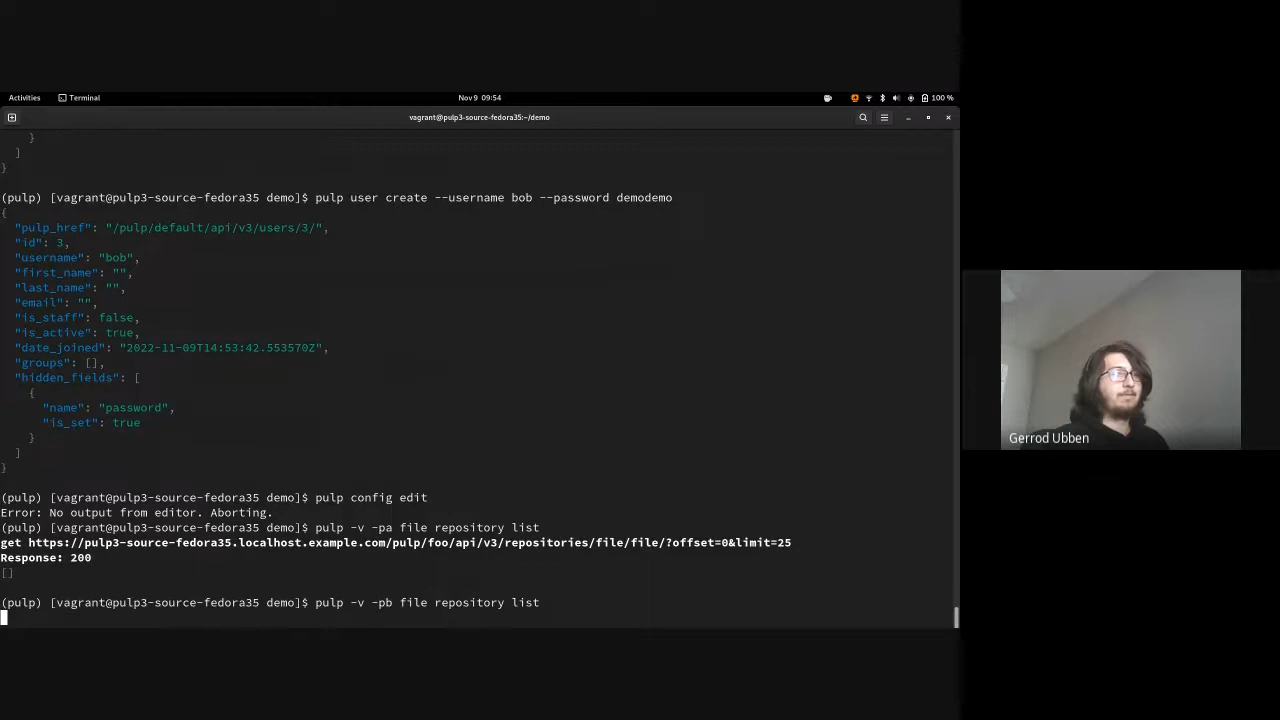 Activities Terminal Nov 9 09:54 100 %
vagrant@pulp3-source-fedora35:~/demo
}
]
}
(pulp) [vagrant@pulp3-source-fedora35 demo]$ pulp user create --username bob --password demodemo
{
"pulp_href": "/pulp/default/api/v3/users/3/",
"id": 3,
"username": "bob",
"first_name": "",
"last_name": "",
"email": "",
"is_staff": false,
"is_active": true,
"date_joined": "2022-11-09T14:53:42.553570Z",
"groups": [],
"hidden_fields": [
{
"name": "password",
"is_set": true
}
]
}
(pulp) [vagrant@pulp3-source-fedora35 demo]$ pulp config edit
Error: No output from editor. Aborting.
(pulp) [vagrant@pulp3-source-fedora35 demo]$ pulp -v -pa file repository list
get https://pulp3-source-fedora35.localhost.example.com/pulp/foo/api/v3/repositories/file/file/?offset=0&limit=25
Response: 200
[]
(pulp) [vagrant@pulp3-source-fedora35 demo]$ pulp -v -pb file repository list
Gerrod Ubben